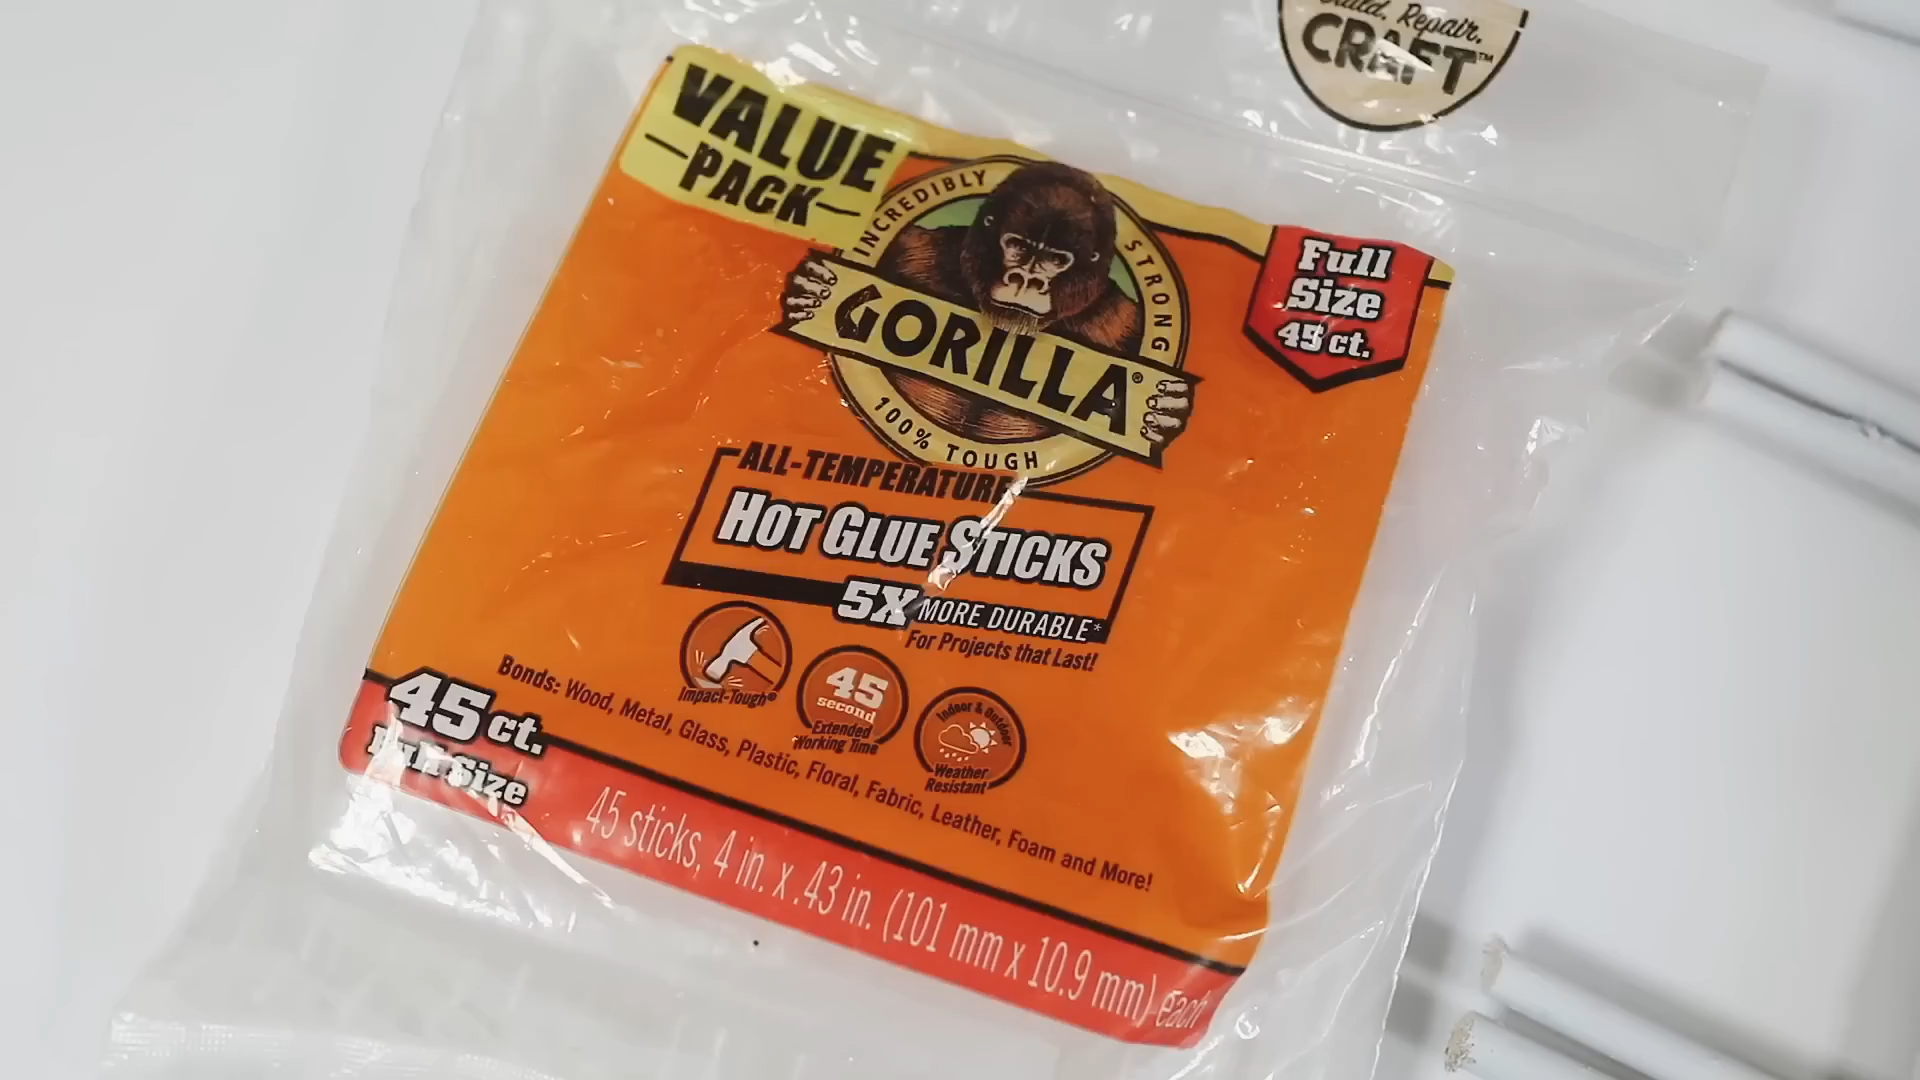 Build, Repair,
CRAFT™
VALUE
PACK
INCREDIBLY STRONG
GORILLA®
100% TOUGH
Full
Size
45 ct.
ALL-TEMPERATURE
HOT GLUE STICKS
5X MORE DURABLE*
For Projects that Last!
Impact-Tough®
45
second
Extended
Working Time
Indoor & Outdoor
Weather
Resistant
Bonds: Wood, Metal, Glass, Plastic, Floral, Fabric, Leather, Foam and More!
45 ct.
Full Size
45 sticks, 4 in. x .43 in. (101 mm x 10.9 mm) each